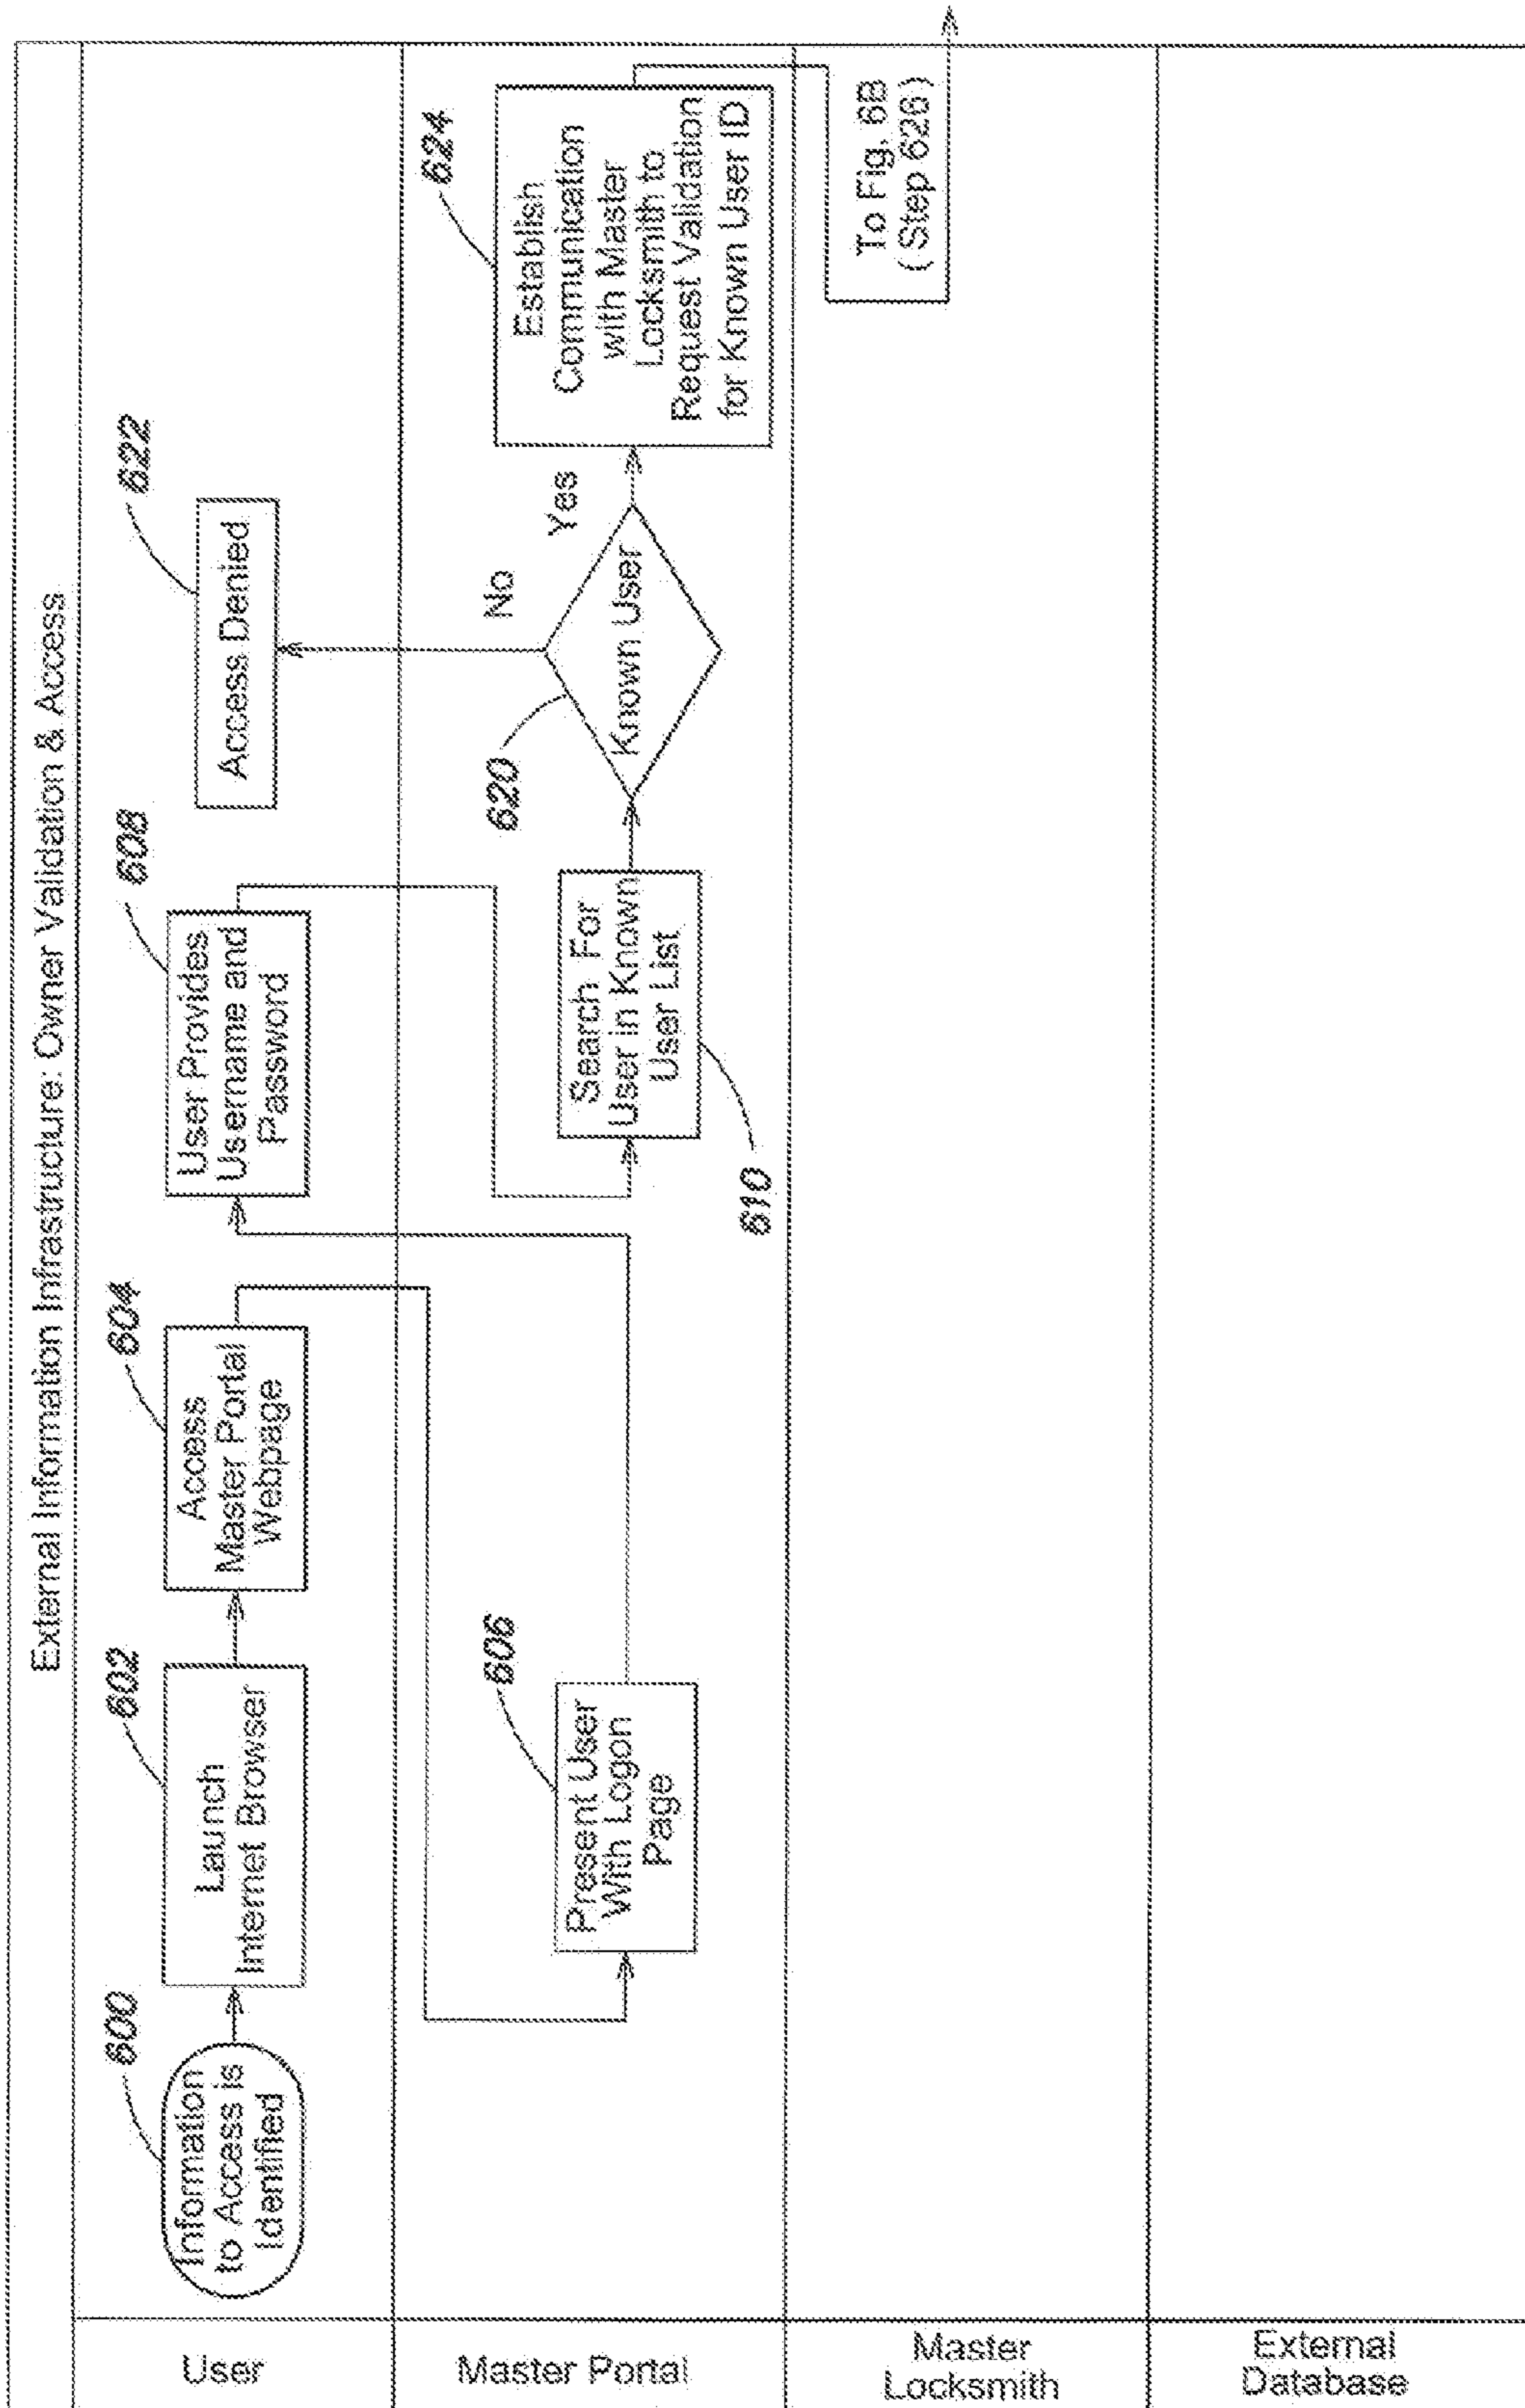 External Information Infrastructure: Owner Validation & Access
User
600
Information
to Access is
Identified
602
Launch
Internet Browser
604
Access
Master Portal
Webpage
608
User Provides
Username and
Password
622
Access Denied
Master Portal
606
Present User
With Logon
Page
610
Search For
User in Known
User List
620
Known User
No
Yes
624
Establish
Communication
with Master
Locksmith to
Request Validation
for Known User ID
Master
Locksmith
To Fig. 6B
(Step 626)
External
Database